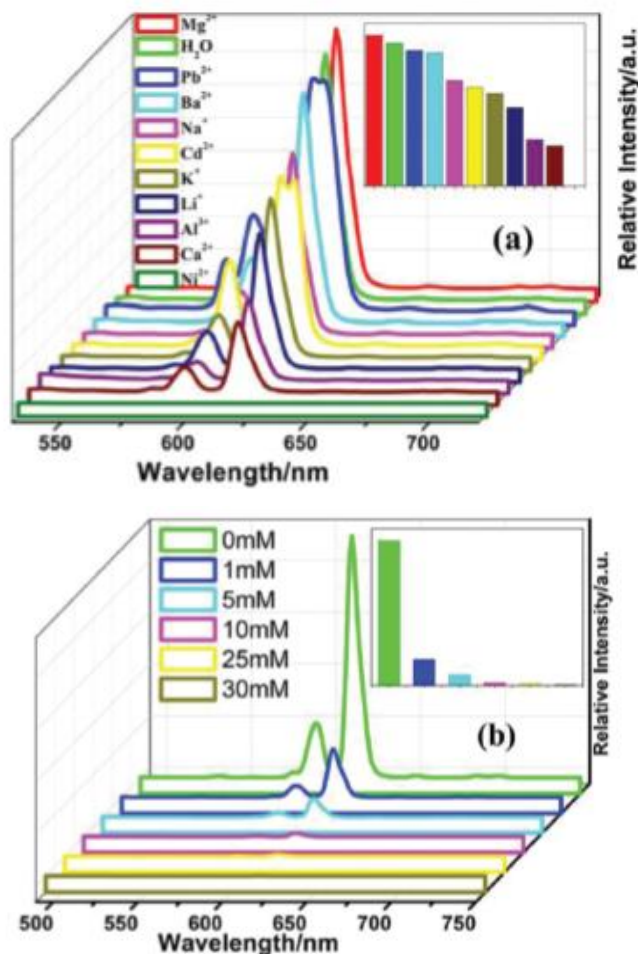 Mg²⁺
H₂O
Pb²⁺
Ba²⁺
Na⁺
Cd²⁺
K⁺
Li⁺
Al³⁺
Ca²⁺
Ni²⁺
(a)
Relative Intensity/a.u.
550 600 650 700
Wavelength/nm
0mM
1mM
5mM
10mM
25mM
30mM
(b)
Relative Intensity/a.u.
500 550 600 650 700 750
Wavelength/nm